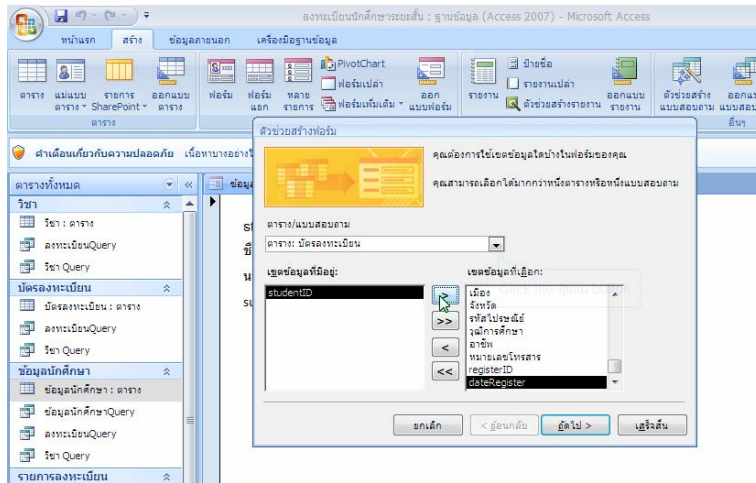 ลงทะเบียนนักศึกษาระยะสั้น : ฐานข้อมูล (Access 2007) - Microsoft Access
หน้าแรก สร้าง ข้อมูลภายนอก เครื่องมือฐานข้อมูล
ตาราง แม่แบบตาราง รายการ SharePoint ออกแบบตาราง
ตาราง
ฟอร์ม ฟอร์มแยก หลายรายการ
PivotChart
ฟอร์มเปล่า
ฟอร์มเพิ่มเติม
ออกแบบฟอร์ม
รายงาน
ป้ายชื่อ
รายงานเปล่า
ตัวช่วยสร้างรายงาน
ออกแบบรายงาน
ตัวช่วยสร้างแบบสอบถาม
อื่นๆ
คำเตือนเกี่ยวกับความปลอดภัย
ตารางทั้งหมด
วิชา
วิชา : ตาราง
ลงทะเบียนQuery
วิชา Query
บัตรลงทะเบียน
บัตรลงทะเบียน : ตาราง
ลงทะเบียนQuery
วิชา Query
ข้อมูลนักศึกษา
ข้อมูลนักศึกษา : ตาราง
ข้อมูลนักศึกษาQuery
ลงทะเบียนQuery
วิชา Query
รายการลงทะเบียน
ตัวช่วยสร้างฟอร์ม
คุณต้องการใช้เขตข้อมูลใดบ้างในฟอร์มของคุณ
คุณสามารถเลือกได้มากกว่าหนึ่งตารางหรือหนึ่งแบบสอบถาม
ตาราง/แบบสอบถาม
ตาราง: บัตรลงทะเบียน
เขตข้อมูลที่มีอยู่:
studentID
>
>>
<
<<
เขตข้อมูลที่เลือก:
เมือง
จังหวัด
รหัสไปรษณีย์
วุฒิการศึกษา
อาชีพ
หมายเลขโทรสาร
registerID
dateRegister
ยกเลิก < ย้อนกลับ ถัดไป > เสร็จสิ้น